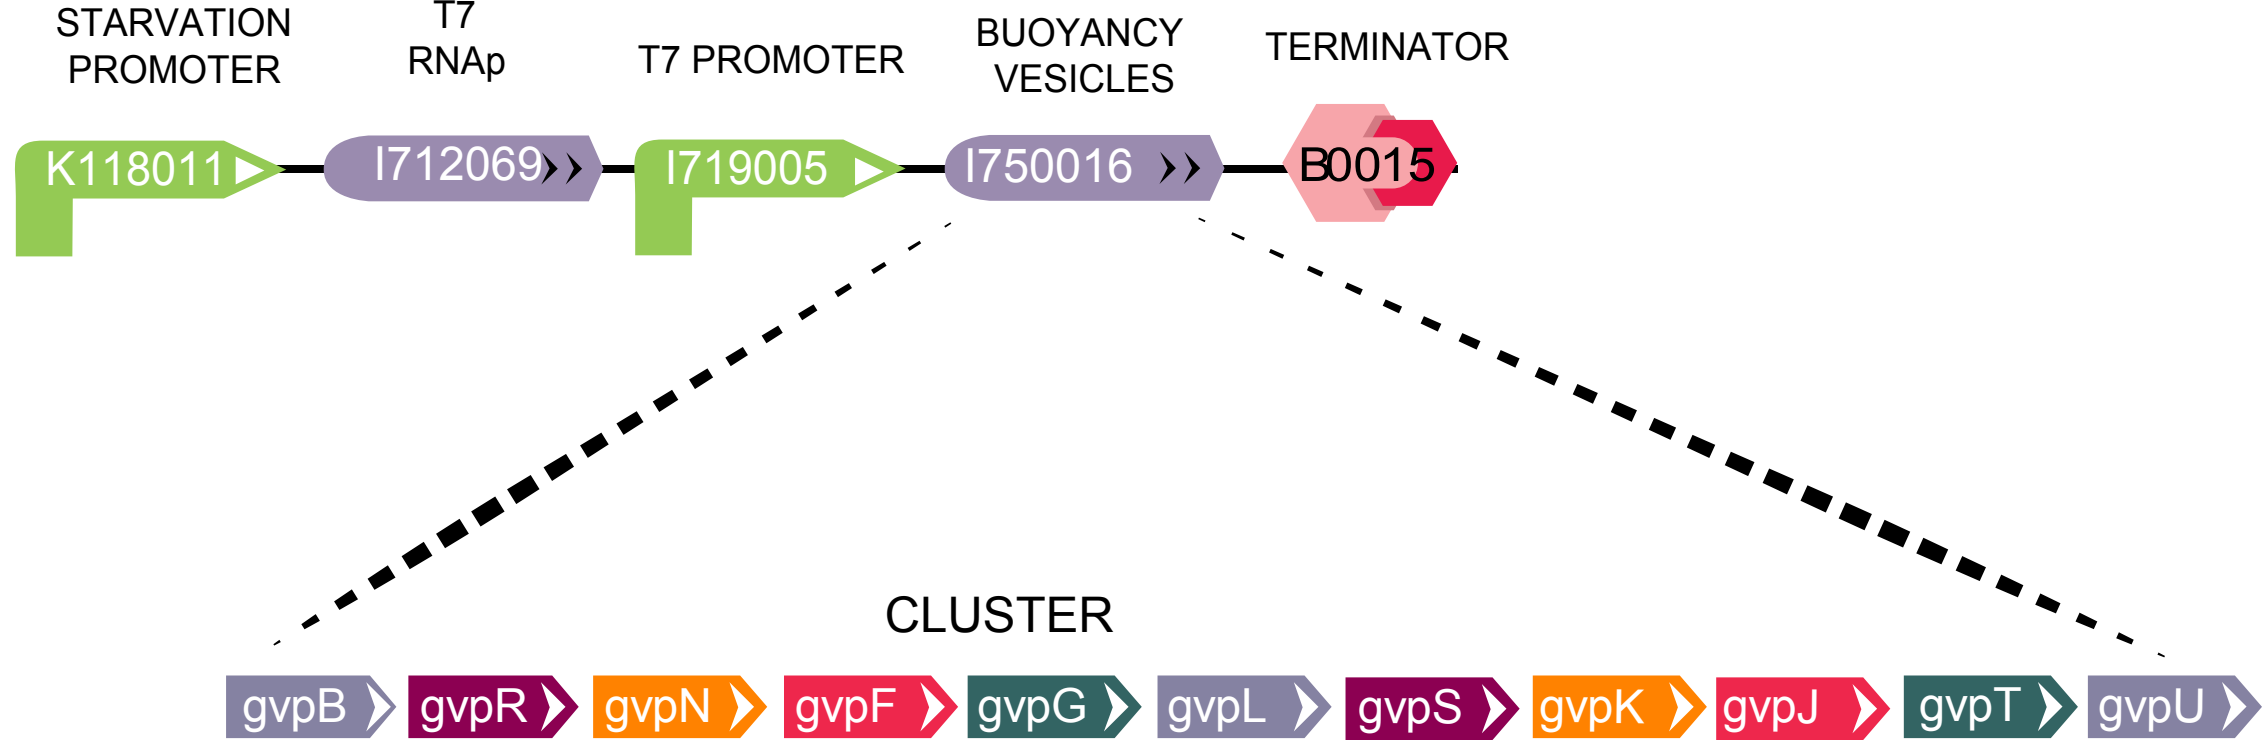 STARVATION
PROMOTER
T7
RNAp
T7 PROMOTER
BUOYANCY
VESICLES
TERMINATOR
K118011
I712069
I719005
I750016
B0015
CLUSTER
gvpB
gvpR
gvpN
gvpF
gvpG
gvpL
gvpS
gvpK
gvpJ
gvpT
gvpU